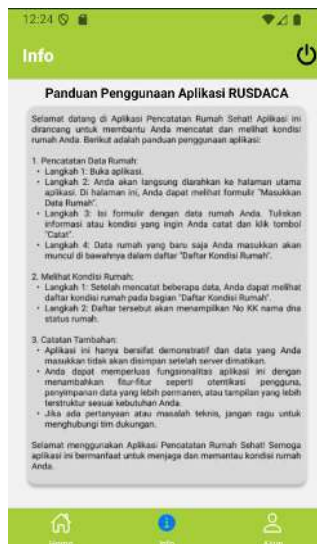 12:24
Info
Panduan Penggunaan Aplikasi RUSDACA
Selamat datang di Aplikasi Pencatatan Rumah Sehat! Aplikasi ini
dirancang untuk membantu Anda mencatat dan melihat kondisi
rumah Anda. Berikut adalah panduan penggunaan aplikasi:
1. Pencatatan Data Rumah:
• Langkah 1: Buka aplikasi.
• Langkah 2: Anda akan langsung diarahkan ke halaman utama
aplikasi. Di halaman ini, Anda dapat melihat formulir "Masukkan
Data Rumah".
• Langkah 3: Isi formulir dengan data rumah Anda. Tuliskan
informasi atau kondisi yang ingin Anda catat dan klik tombol
"Catat".
• Langkah 4: Data rumah yang baru saja Anda masukkan akan
muncul di bawahnya dalam daftar "Daftar Kondisi Rumah".
2. Melihat Kondisi Rumah:
• Langkah 1: Setelah mencatat beberapa data, Anda dapat melihat
daftar kondisi rumah pada bagian "Daftar Kondisi Rumah".
• Langkah 2: Daftar tersebut akan menampilkan No KK nama dna
status rumah.
3. Catatan Tambahan:
• Aplikasi ini hanya bersifat demonstratif dan data yang Anda
masukkan tidak akan disimpan setelah server dimatikan.
• Anda dapat memperluas fungsionalitas aplikasi ini dengan
menambahkan fitur-fitur seperti otentikasi pengguna,
penyimpanan data yang lebih permanen, atau tampilan yang lebih
terstruktur sesuai kebutuhan Anda.
• Jika ada pertanyaan atau masalah teknis, jangan ragu untuk
menghubungi tim dukungan.
Selamat menggunakan Aplikasi Pencatatan Rumah Sehat! Semoga
aplikasi ini bermanfaat untuk menjaga dan memantau kondisi rumah
Anda.